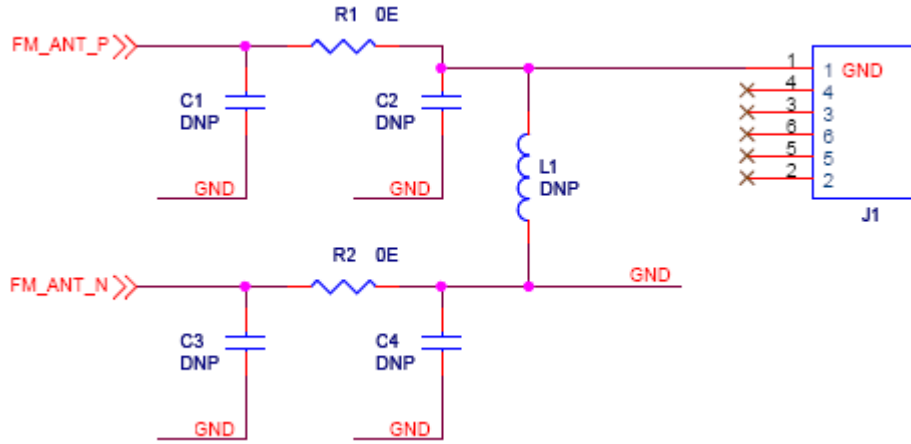 R1 0E
FM_ANT_P
1 1 GND
4 4
3 3
6 6
5 5
2 2
J1
C1
DNP
C2
DNP
GND
GND
L1
DNP
R2 0E
FM_ANT_N
GND
C3
DNP
C4
DNP
GND
GND